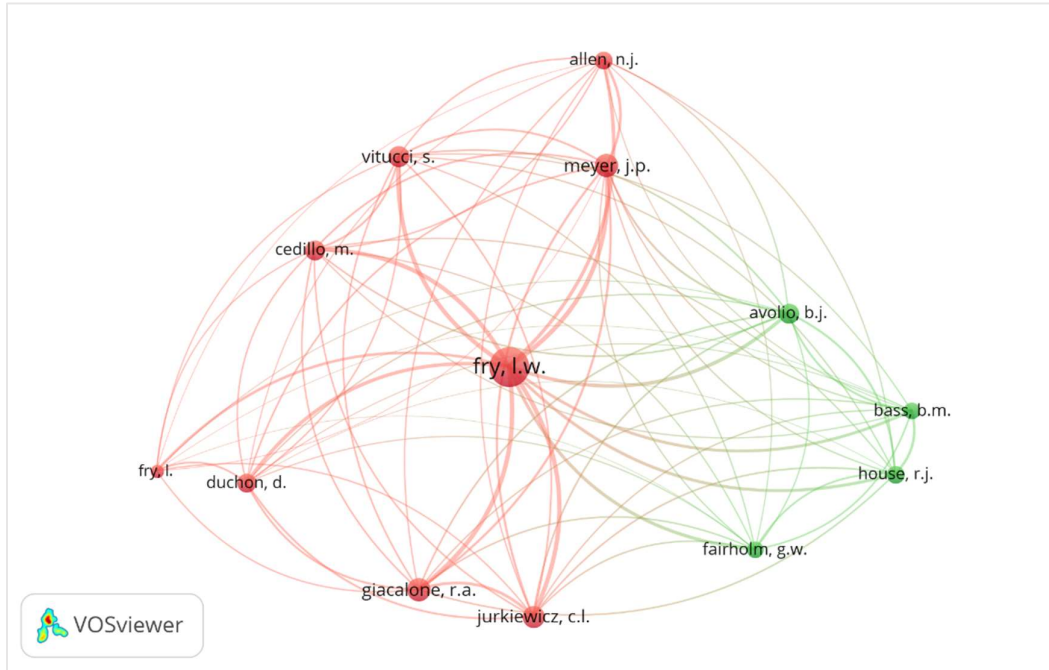 allen, n.j.
vitucci, s.
meyer, j.p.
cedillo, m.
avolio, b.j.
fry, l.w.
bass, b.m.
fry, l.
house, r.j.
duchon, d.
fairholm, g.w.
giacalone, r.a.
jurkiewicz, c.l.
VOSviewer